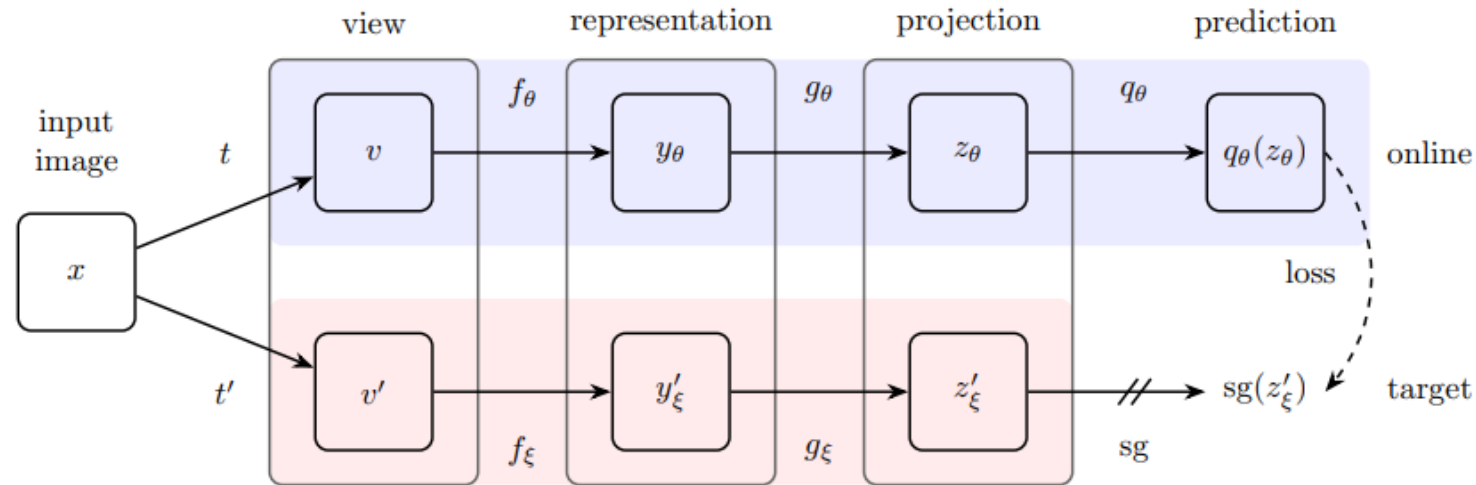 view representation projection prediction
input
image
t
f_θ g_θ q_θ
v y_θ z_θ q_θ(z_θ) online
x
loss
t′
v′ y′_ξ z′_ξ sg(z′_ξ) target
f_ξ g_ξ sg